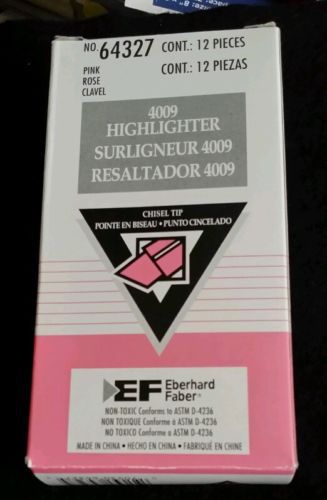 NO. 64327 CONT.: 12 PIECES
PINK CONT.: 12 PIEZAS
ROSE
CLAVEL
4009
HIGHLIGHTER
SURLIGNEUR 4009
RESALTADOR 4009
CHISEL TIP
POINTE EN BISEAU • PUNTO CINCELADO
EF Eberhard
Faber®
NON-TOXIC Conforms to ASTM D-4236
NON TOXIQUE Conforme à ASTM D-4236
NO TOXICO Conforme a ASTM D-4236
MADE IN CHINA • HECHO EN CHINA • FABRIQUÉ EN CHINE